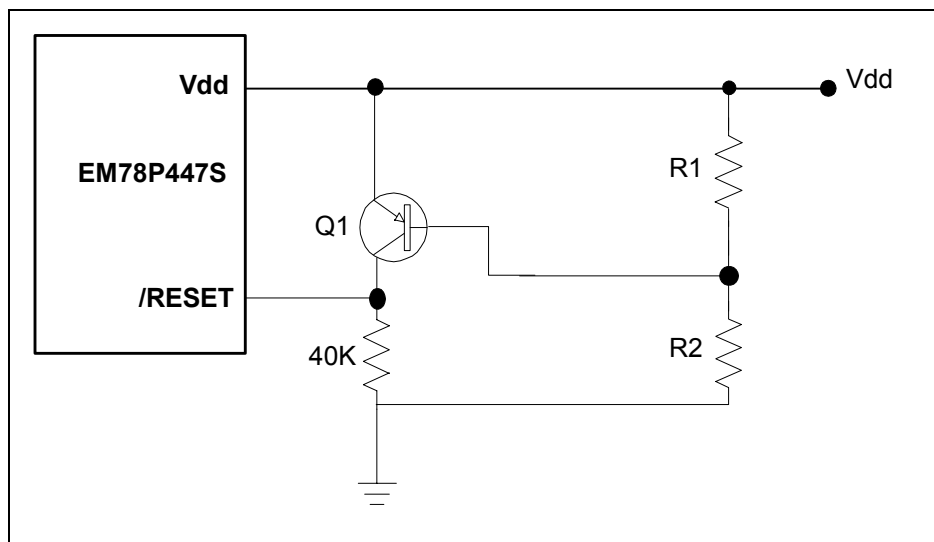 Vdd
Vdd
EM78P447S
R1
Q1
/RESET
40K
R2